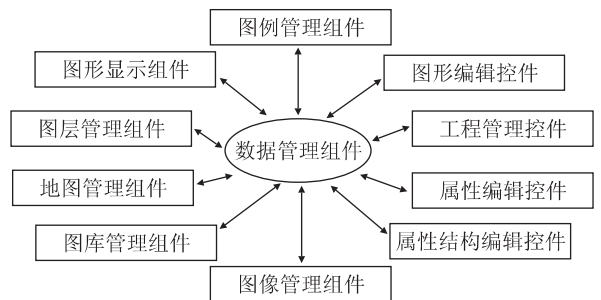 图例管理组件
图形显示组件
图形编辑控件
图层管理组件
工程管理控件
数据管理组件
地图管理组件
属性编辑控件
图库管理组件
属性结构编辑控件
图像管理组件